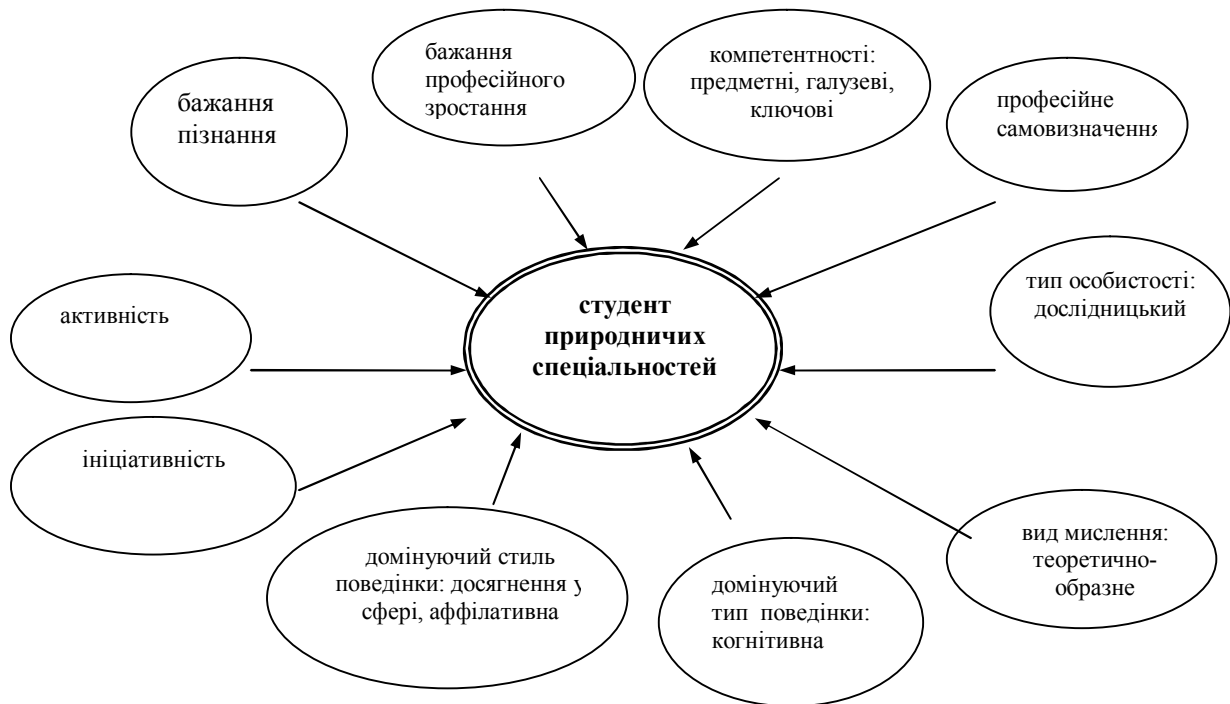 бажання
пізнання
бажання
професійного
зростання
компетентності:
предметні, галузеві,
ключові
професійне
самовизначення
активність
студент
природничих
спеціальностей
тип особистості:
дослідницький
ініціативність
домінуючий стиль
поведінки: досягнення у
сфері, аффілативна
домінуючий
тип поведінки:
когнітивна
вид мислення:
теоретично-
образне